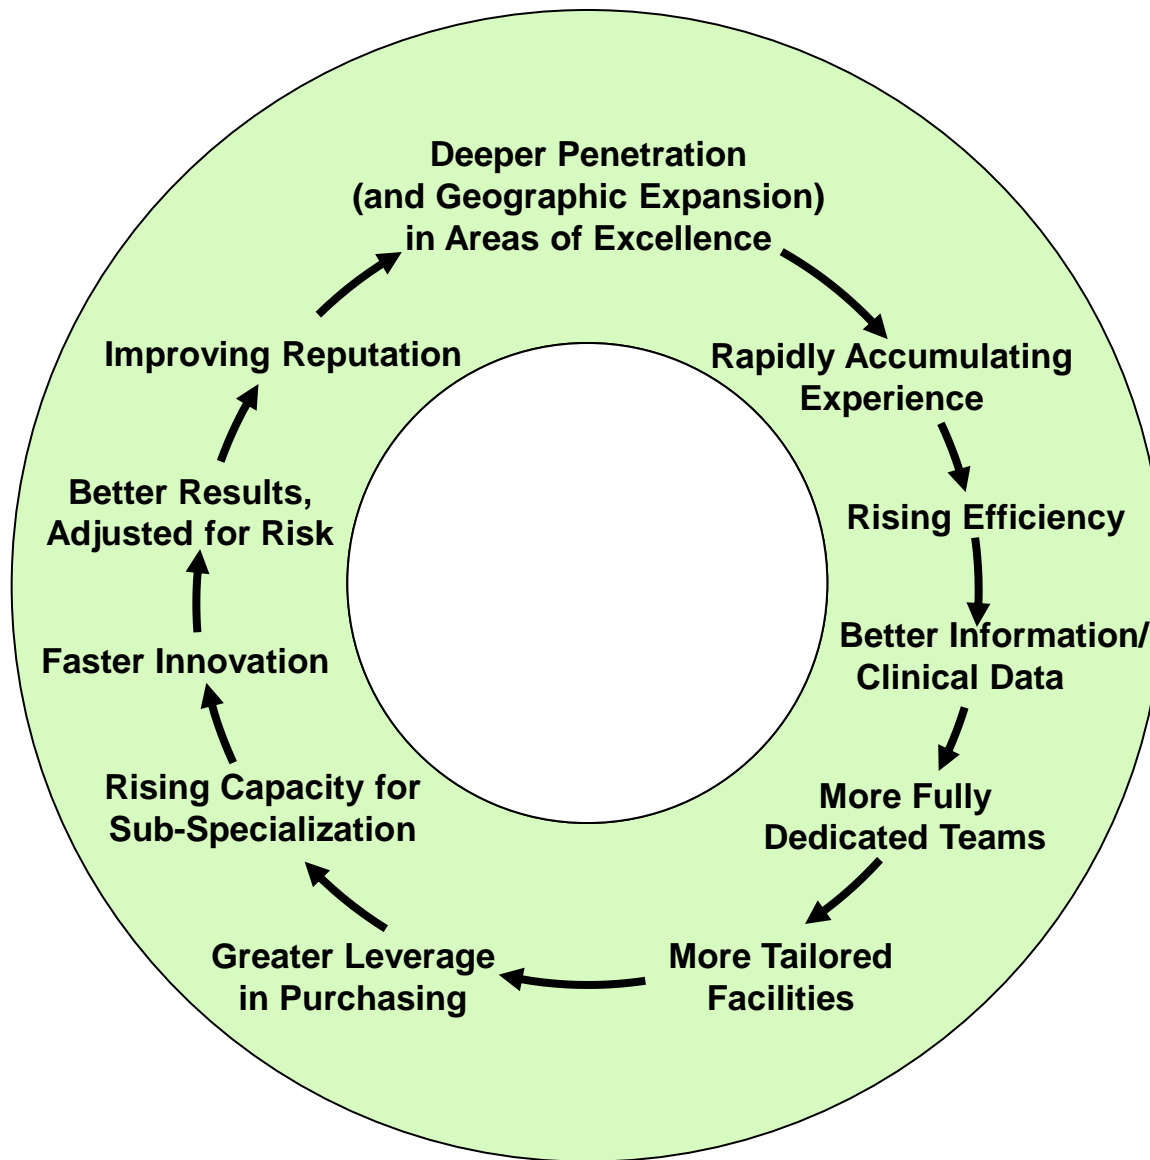 Deeper Penetration
(and Geographic Expansion)
in Areas of Excellence
Rapidly Accumulating
Experience
Rising Efficiency
Better Information/
Clinical Data
More Fully
Dedicated Teams
More Tailored
Facilities
Greater Leverage
in Purchasing
Rising Capacity for
Sub-Specialization
Faster Innovation
Better Results,
Adjusted for Risk
Improving Reputation